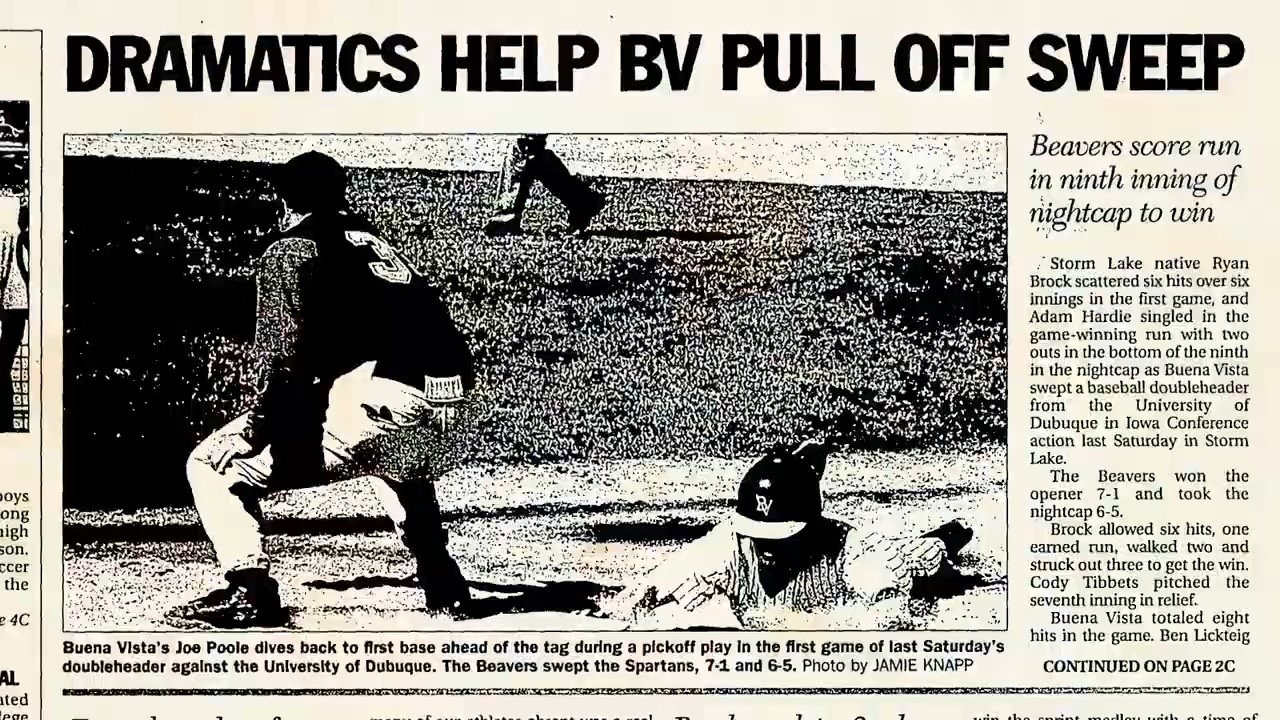 DRAMATICS HELP BV PULL OFF SWEEP
3
BV
Buena Vista's Joe Poole dives back to first base ahead of the tag during a pickoff play in the first game of last Saturday's
doubleheader against the University of Dubuque. The Beavers swept the Spartans, 7-1 and 6-5. Photo by JAMIE KNAPP
Beavers score run
in ninth inning of
nightcap to win
Storm Lake native Ryan
Brock scattered six hits over six
innings in the first game, and
Adam Hardie singled in the
game-winning run with two
outs in the bottom of the ninth
in the nightcap as Buena Vista
swept a baseball doubleheader
from the University of
Dubuque in Iowa Conference
action last Saturday in Storm
Lake.
The Beavers won the
opener 7-1 and took the
nightcap 6-5.
Brock allowed six hits, one
earned run, walked two and
struck out three to get the win.
Cody Tibbets pitched the
seventh inning in relief.
Buena Vista totaled eight
hits in the game. Ben Lickteig
CONTINUED ON PAGE 2C
son.
the
4C